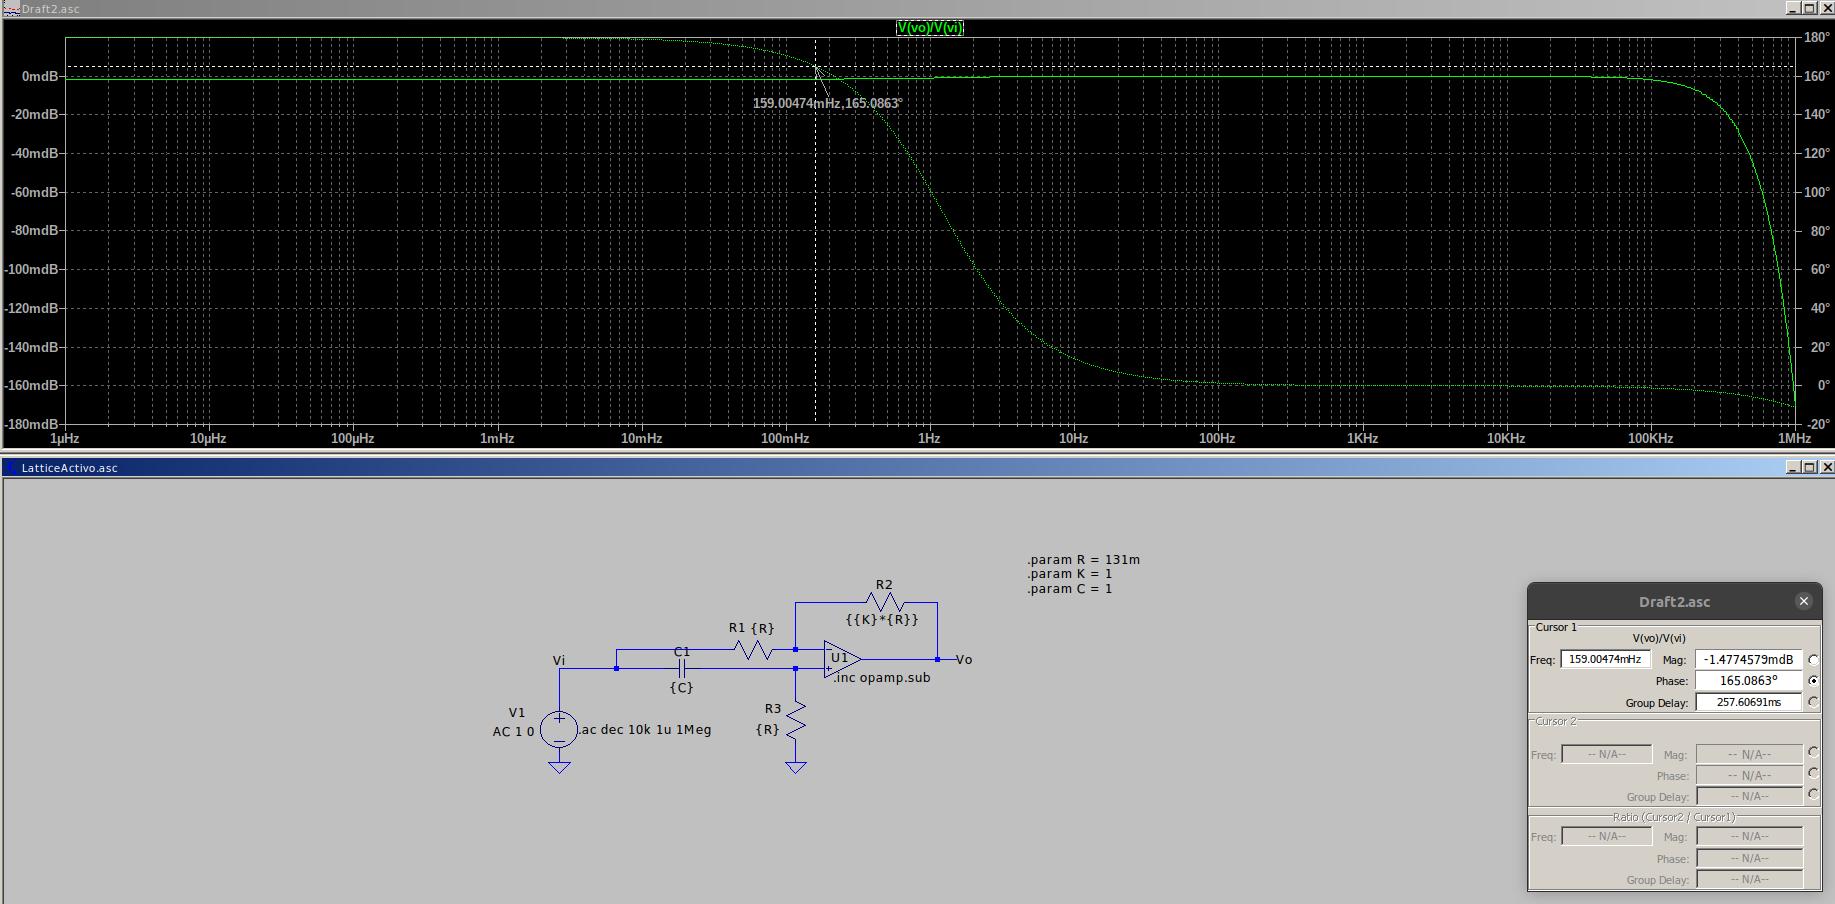 Draft2.asc
V(vo)/V(vi)
0mdB
-20mdB
-40mdB
-60mdB
-80mdB
-100mdB
-120mdB
-140mdB
-160mdB
-180mdB
180°
160°
140°
120°
100°
80°
60°
40°
20°
0°
-20°
159.00474mHz,165.0863°
1µHz
10µHz
100µHz
1mHz
10mHz
100mHz
1Hz
10Hz
100Hz
1KHz
10KHz
100KHz
1MHz
LatticeActivo.asc
.param R = 131m
.param K = 1
.param C = 1
R2
{{K}*{R}}
R1 {R}
C1
{C}
U1
Vi
Vo
.inc opamp.sub
R3
{R}
V1
AC 1 0
.ac dec 10k 1u 1Meg
Draft2.asc
Cursor 1
V(vo)/V(vi)
Freq: 159.00474mHz Mag: -1.4774579mdB
Phase: 165.0863°
Group Delay: 257.60691ms
Cursor 2
Freq: -- N/A-- Mag: -- N/A--
Phase: -- N/A--
Group Delay: -- N/A--
Ratio (Cursor2 / Cursor1)
Freq: -- N/A-- Mag: -- N/A--
Phase: -- N/A--
Group Delay: -- N/A--